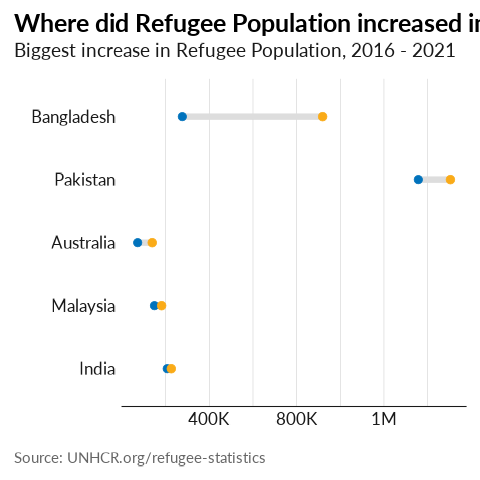 Where did Refugee Population increased i
Biggest increase in Refugee Population, 2016 - 2021
Bangladesh
Pakistan
Australia
Malaysia
India
400K
800K
1M
Source: UNHCR.org/refugee-statistics